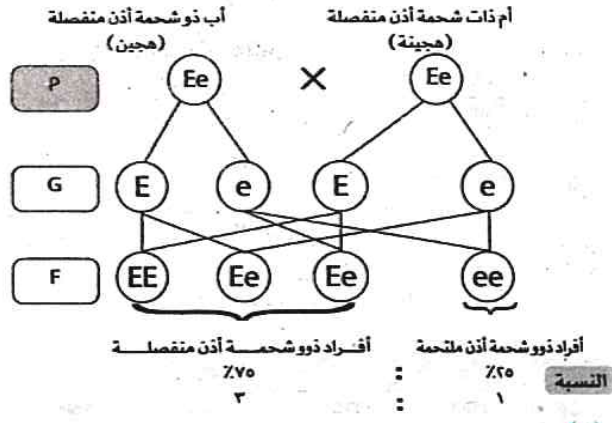 أم ذات شحمة أذن منفصلة أب ذو شحمة أذن منفصلة
(هجينة) (هجين)
P Ee × Ee
G E e E e
F EE Ee Ee ee
أفراد ذوو شحمة أذن ملتحمة أفراد ذوو شحمة أذن منفصلة
النسبة ٢٥٪ : ٧٥٪
١ : ٣